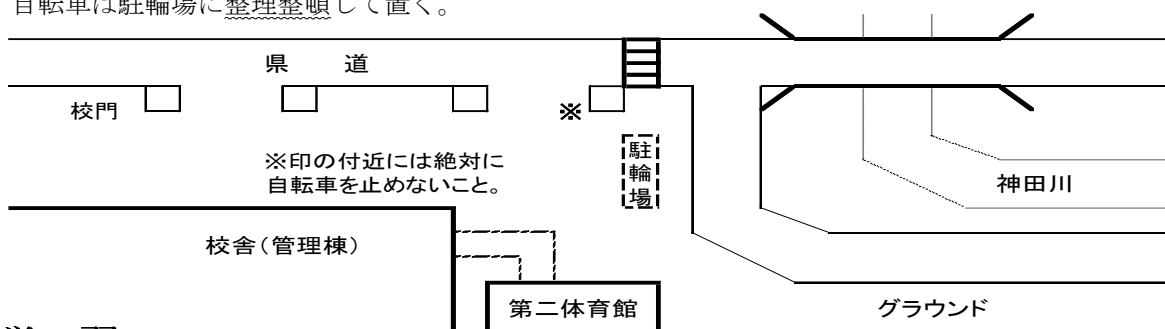 自転車は駐輪場に整理整頓して置く。
県　道
校門
※
※印の付近には絶対に
自転車を止めないこと。
駐輪場
神田川
校舎(管理棟)
第二体育館
グラウンド